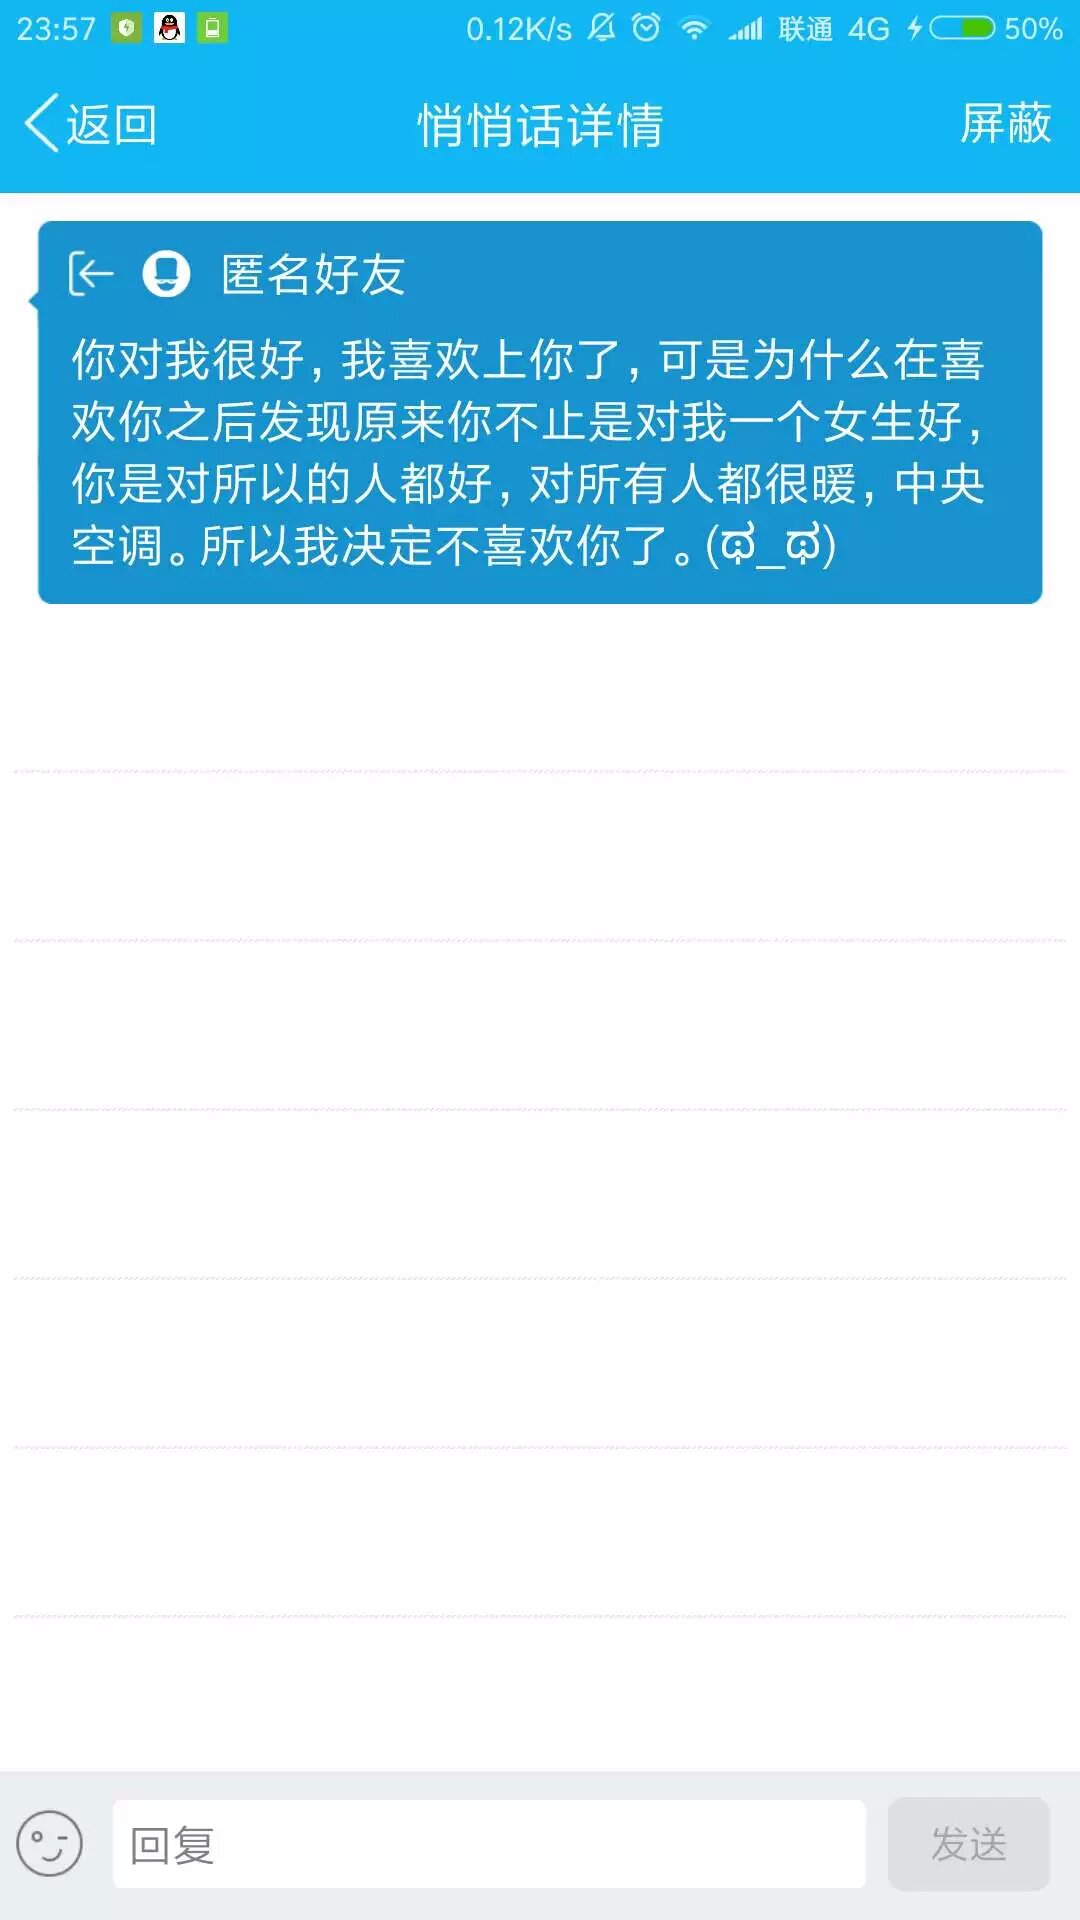 23:57 0.12K/s 联通 4G 50%
返回 悄悄话详情 屏蔽
匿名好友
你对我很好，我喜欢上你了，可是为什么在喜
欢你之后发现原来你不止是对我一个女生好，
你是对所以的人都好，对所有人都很暖，中央
空调。所以我决定不喜欢你了。(ಥ_ಥ)
回复 发送